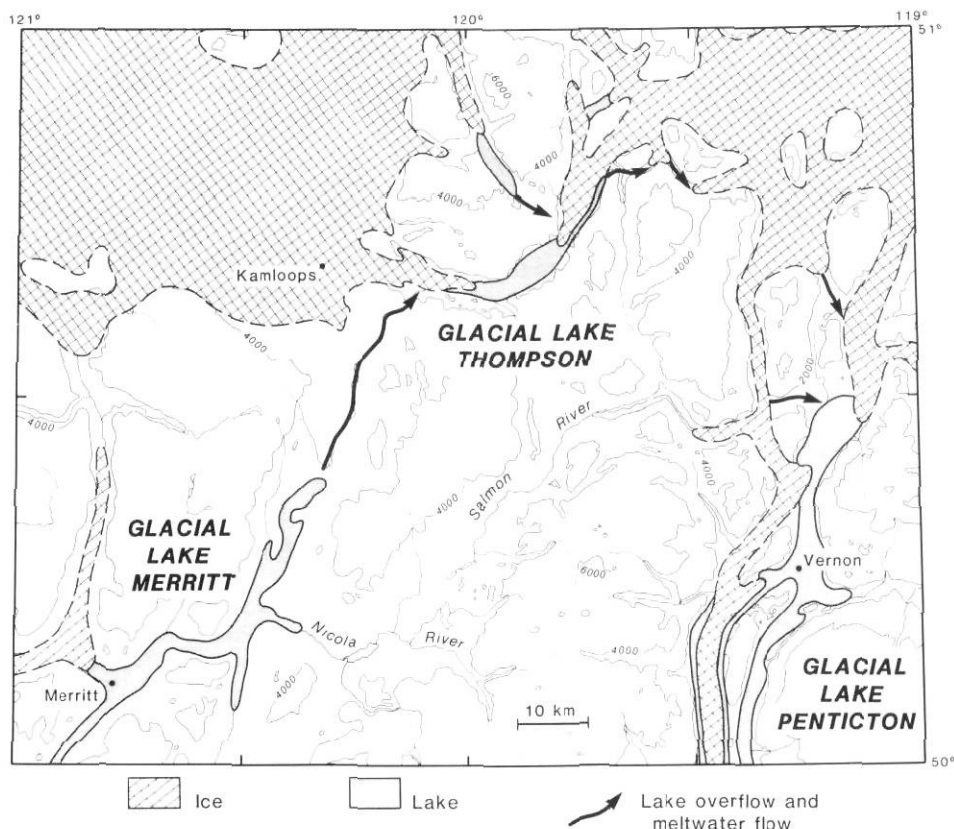 121°
120°
119°
51°
6000
4000
4000
4000
Kamloops
GLACIAL LAKE
THOMPSON
4000
4000
2000
4000
River
Salmon
4000
4000
GLACIAL
LAKE
MERRITT
6000
Vernon
Nicola
River
4000
4000
Merritt
GLACIAL
LAKE
PENTICTON
10 km
50°
Ice
Lake
Lake overflow and
meltwater flow